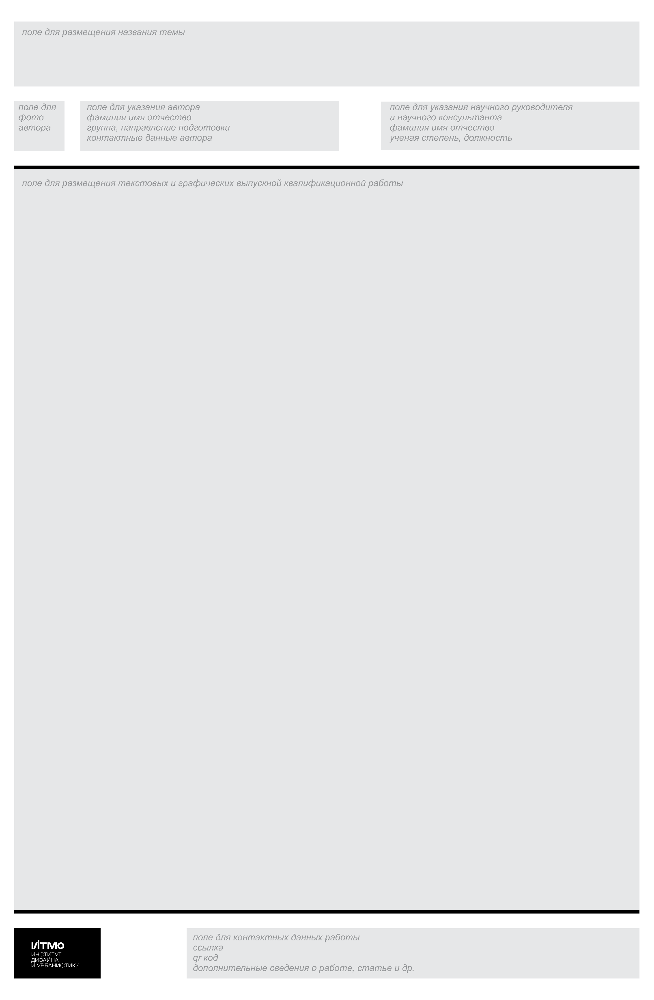 поле для размещения названия темы
поле для
фото
автора
поле для указания автора
фамилия имя отчество
группа, направление подготовки
контактные данные автора
поле для указания научного руководителя
и научного консультанта
фамилия имя отчество
ученая степень, должность
поле для размещения текстовых и графических выпускной квалификационной работы
ИТМО
ИНСТИТУТ
ДИЗАЙНА
И УРБАНИСТИКИ
поле для контактных данных работы
ссылка
qr код
дополнительные сведения о работе, статье и др.